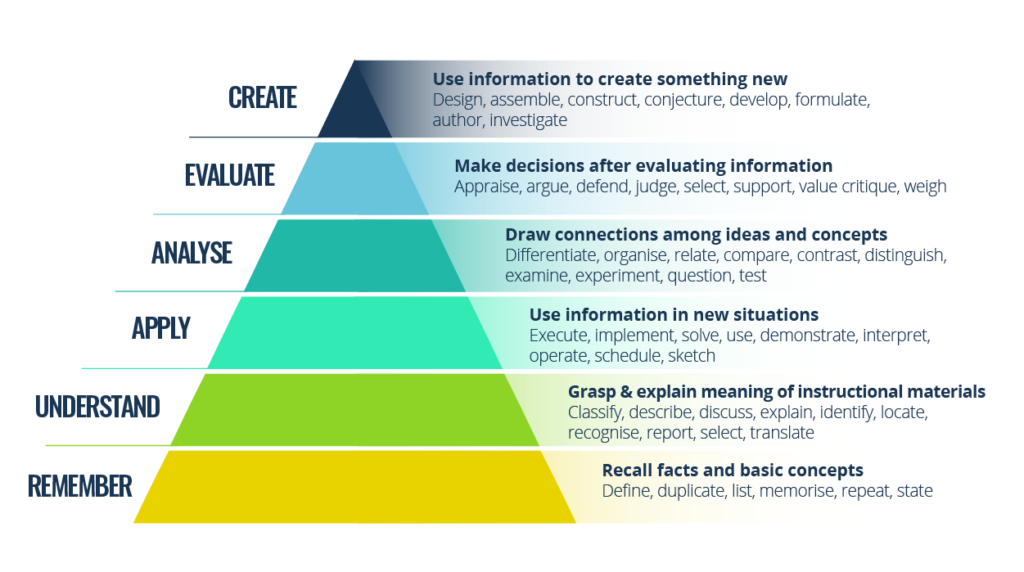 CREATE
Use information to create something new
Design, assemble, construct, conjecture, develop, formulate,
author, investigate
EVALUATE
Make decisions after evaluating information
Appraise, argue, defend, judge, select, support, value critique, weigh
ANALYSE
Draw connections among ideas and concepts
Differentiate, organise, relate, compare, contrast, distinguish,
examine, experiment, question, test
APPLY
Use information in new situations
Execute, implement, solve, use, demonstrate, interpret,
operate, schedule, sketch
UNDERSTAND
Grasp & explain meaning of instructional materials
Classify, describe, discuss, explain, identify, locate,
recognise, report, select, translate
REMEMBER
Recall facts and basic concepts
Define, duplicate, list, memorise, repeat, state